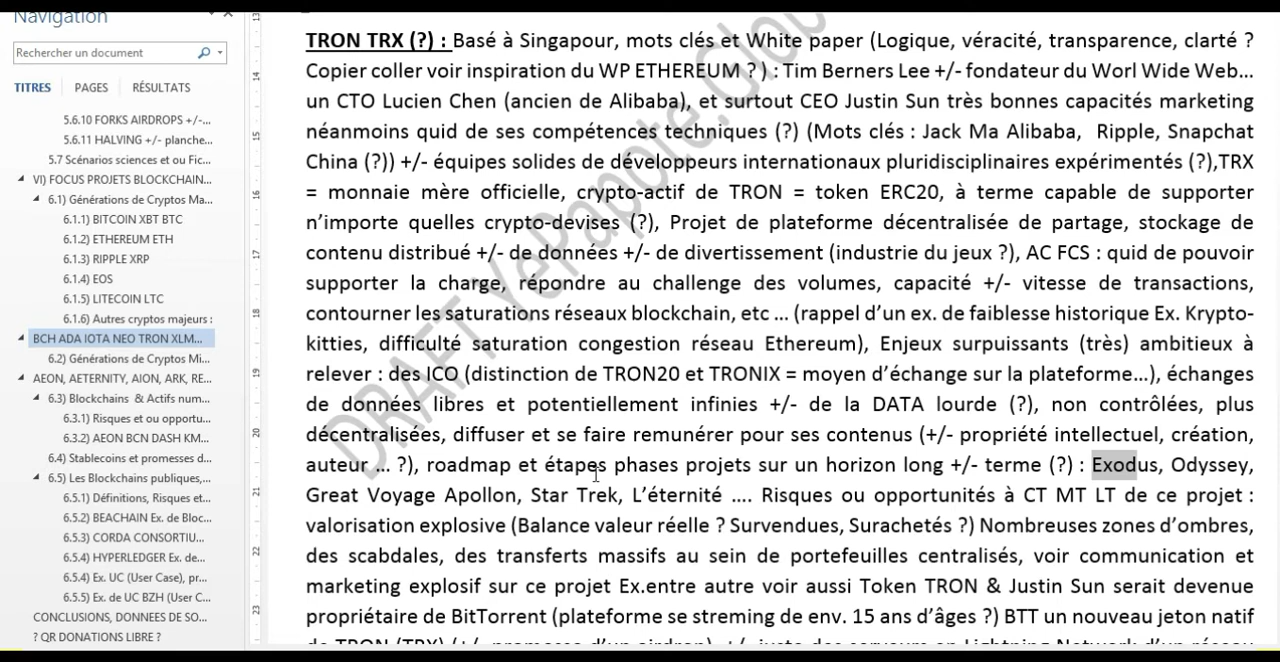 Navigation
Rechercher un document
TITRES PAGES RÉSULTATS
5.6.10 FORKS AIRDROPS +/-...
5.6.11 HALVING +/- planche...
5.7 Scénarios sciences et ou Fic...
VI) FOCUS PROJETS BLOCKCHAIN...
6.1) Générations de Cryptos Ma...
6.1.1) BITCOIN XBT BTC
6.1.2) ETHEREUM ETH
6.1.3) RIPPLE XRP
6.1.4) EOS
6.1.5) LITECOIN LTC
6.1.6) Autres cryptos majeurs :
BCH ADA IOTA NEO TRON XLM...
6.2) Générations de Cryptos Mi...
AEON, AETERNITY, AION, ARK, RE...
6.3) Blockchains & Actifs num...
6.3.1) Risques et ou opportu...
6.3.2) AEON BCN DASH KM...
6.4) Stablecoins et promesses d...
6.5) Les Blockchains publiques,...
6.5.1) Définitions, Risques et...
6.5.2) BEACHAIN Ex. de Bloc...
6.5.3) CORDA CONSORTIU...
6.5.4) HYPERLEDGER Ex. de...
6.5.4) Ex. UC (User Case), pr...
6.5.5) Ex. de UC BZH (User C...
CONCLUSIONS, DONNEES DE SO...
? QR DONATIONS LIBRE ?
13
14
15
16
17
18
19
20
21
22
23
TRON TRX (?) : Basé à Singapour, mots clés et White paper (Logique, véracité, transparence, clarté ?
Copier coller voir inspiration du WP ETHEREUM ? ) : Tim Berners Lee +/- fondateur du Worl Wide Web...
un CTO Lucien Chen (ancien de Alibaba), et surtout CEO Justin Sun très bonnes capacités marketing
néanmoins quid de ses compétences techniques (?) (Mots clés : Jack Ma Alibaba, Ripple, Snapchat
China (?)) +/- équipes solides de développeurs internationaux pluridisciplinaires expérimentés (?),TRX
= monnaie mère officielle, crypto-actif de TRON = token ERC20, à terme capable de supporter
n'importe quelles crypto-devises (?), Projet de plateforme décentralisée de partage, stockage de
contenu distribué +/- de données +/- de divertissement (industrie du jeux ?), AC FCS : quid de pouvoir
supporter la charge, répondre au challenge des volumes, capacité +/- vitesse de transactions,
contourner les saturations réseaux blockchain, etc ... (rappel d'un ex. de faiblesse historique Ex. Krypto-
kitties, difficulté saturation congestion réseau Ethereum), Enjeux surpuissants (très) ambitieux à
relever : des ICO (distinction de TRON20 et TRONIX = moyen d'échange sur la plateforme...), échanges
de données libres et potentiellement infinies +/- de la DATA lourde (?), non contrôlées, plus
décentralisées, diffuser et se faire remunérer pour ses contenus (+/- propriété intellectuel, création,
auteur ... ?), roadmap et étapes phases projets sur un horizon long +/- terme (?) : Exodus, Odyssey,
Great Voyage Apollon, Star Trek, L'éternité .... Risques ou opportunités à CT MT LT de ce projet :
valorisation explosive (Balance valeur réelle ? Survendues, Surachetés ?) Nombreuses zones d'ombres,
des scabdales, des transferts massifs au sein de portefeuilles centralisés, voir communication et
marketing explosif sur ce projet Ex.entre autre voir aussi Token TRON & Justin Sun serait devenue
propriétaire de BitTorrent (plateforme se streming de env. 15 ans d'âges ?) BTT un nouveau jeton natif
DRAFT YePapote.Glo